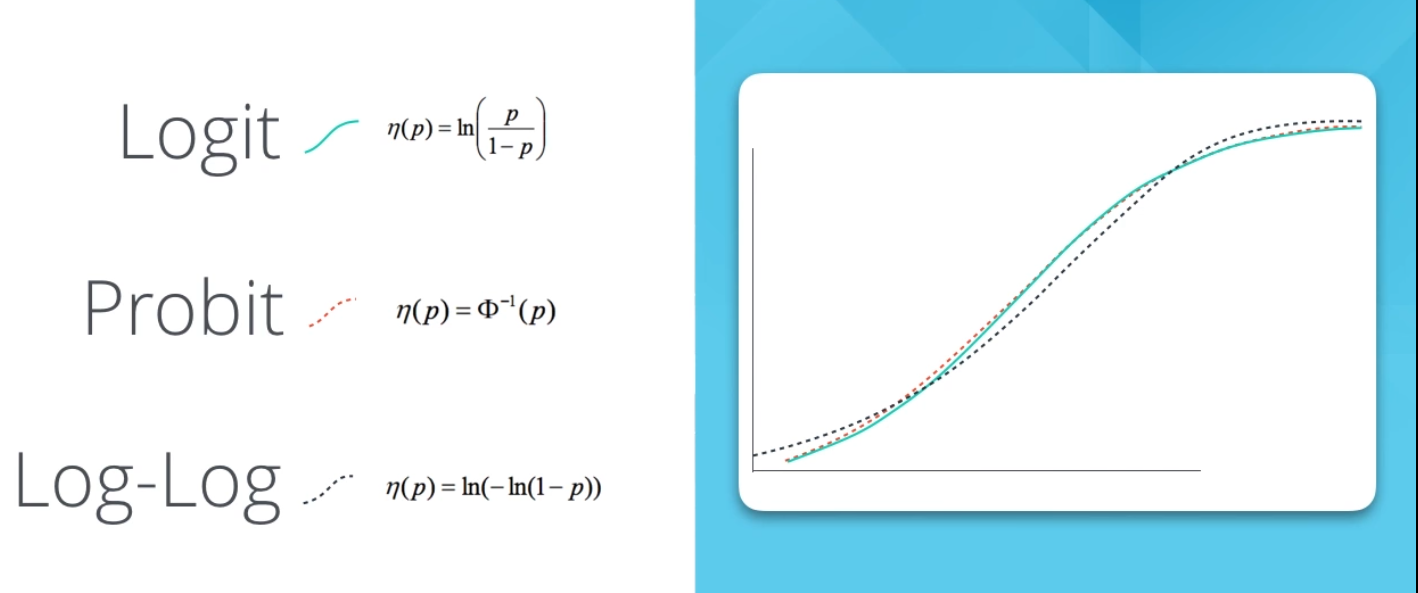 Logit η(p) = ln(p/(1−p))
Probit η(p) = Φ⁻¹(p)
Log-Log η(p) = ln(−ln(1−p))